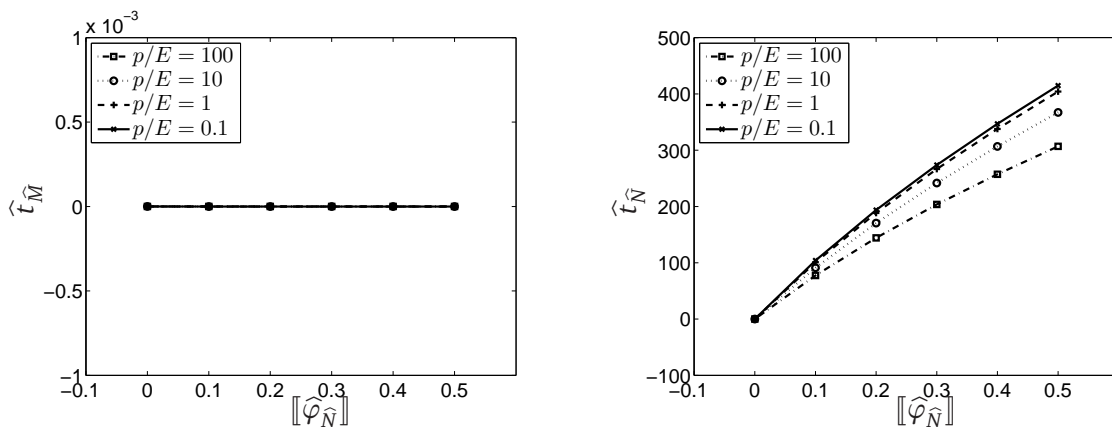 x 10⁻³
1
0.5
0
−0.5
−1
−0.1
0
0.1
0.2
0.3
0.4
0.5
p/E = 100
p/E = 10
p/E = 1
p/E = 0.1
t̂_M̂
⟦φ̂_N̂⟧
500
400
300
200
100
0
−100
−0.1
0
0.1
0.2
0.3
0.4
0.5
p/E = 100
p/E = 10
p/E = 1
p/E = 0.1
t̂_N̂
⟦φ̂_N̂⟧